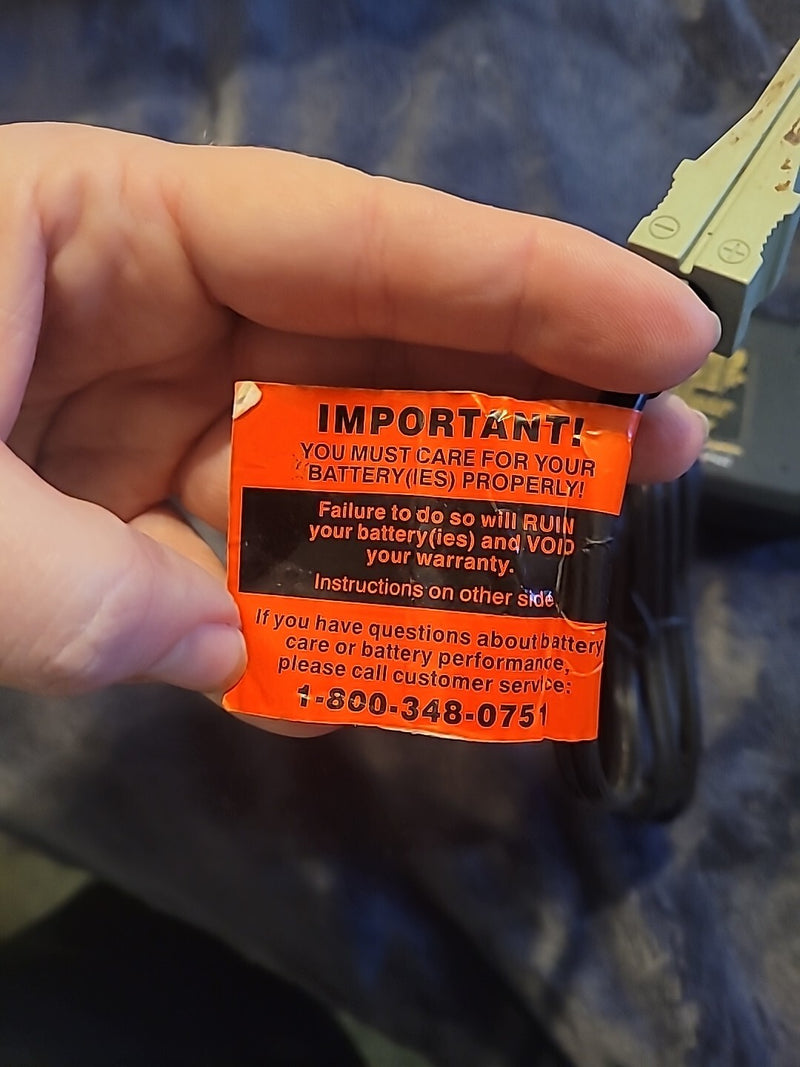 IMPORTANT!
YOU MUST CARE FOR YOUR
BATTERY(IES) PROPERLY!
Failure to do so will RUIN
your battery(ies) and VOID
your warranty.
Instructions on other side.
If you have questions about battery
care or battery performance,
please call customer service:
1-800-348-0751